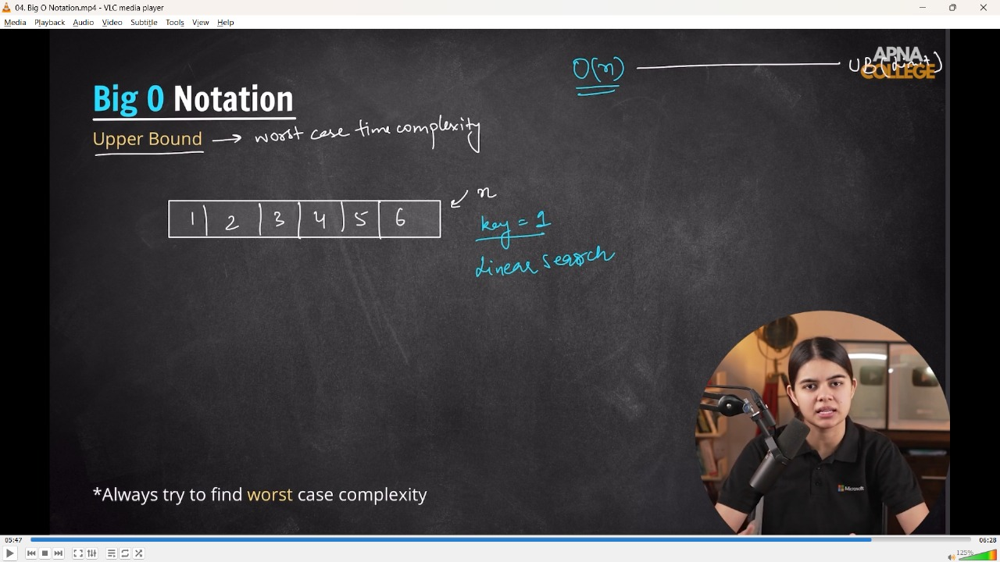 04. Big O Notation.mp4 - VLC media player
Media Playback Audio Video Subtitle Tools View Help
O(n) UB (limit)
APNA
COLLEGE
Big O Notation
Upper Bound → worst case time complexity
n
1 2 3 4 5 6
key = 1
Linear Search
Microsoft
*Always try to find worst case complexity
05:47 06:28
125%